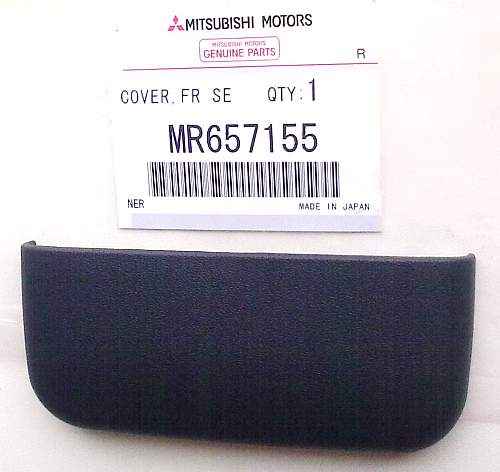 MITSUBISHI MOTORS
MITSUBISHI MOTORS
GENUINE PARTS
R
COVER,FR SE QTY:1
MR657155
NER MADE IN JAPAN